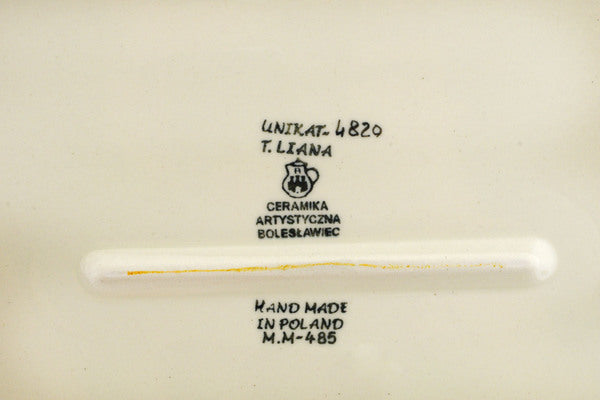 UNIKAT-4820
T. LIANA
A
CERAMIKA
ARTYSTYCZNA
BOLESŁAWIEC
HAND MADE
IN POLAND
M.M-485